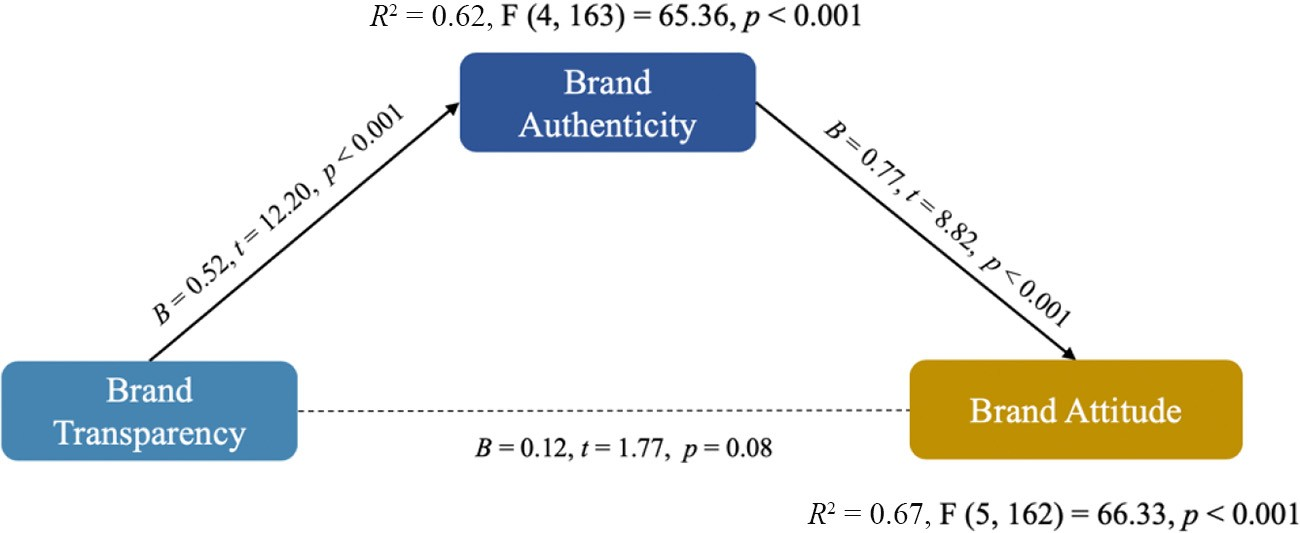 R² = 0.62, F (4, 163) = 65.36, p < 0.001
Brand
Authenticity
B = 0.52, t = 12.20, p < 0.001
B = 0.77, t = 8.82, p < 0.001
Brand
Transparency
Brand Attitude
B = 0.12, t = 1.77, p = 0.08
R² = 0.67, F (5, 162) = 66.33, p < 0.001